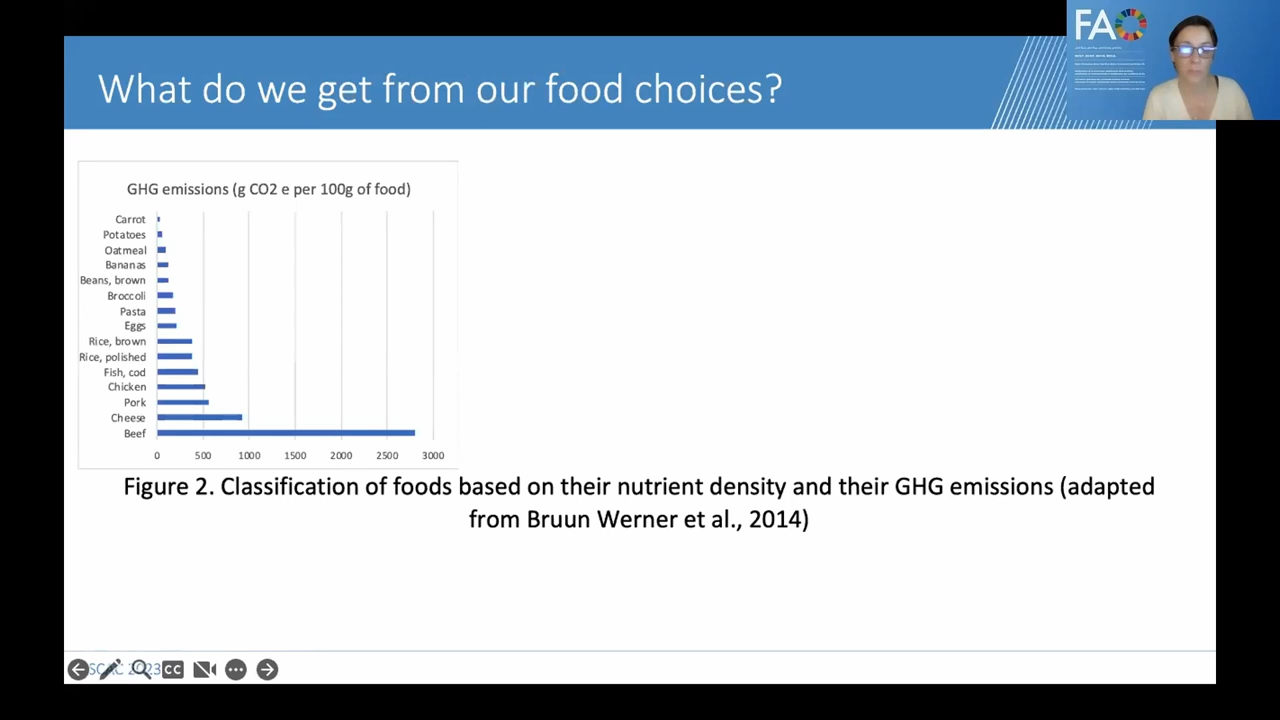 FAO
What do we get from our food choices?
GHG emissions (g CO2 e per 100g of food)
Carrot
Potatoes
Oatmeal
Bananas
Beans, brown
Broccoli
Pasta
Eggs
Rice, brown
Rice, polished
Fish, cod
Chicken
Pork
Cheese
Beef
0 500 1000 1500 2000 2500 3000
Figure 2. Classification of foods based on their nutrient density and their GHG emissions (adapted
from Bruun Werner et al., 2014)
2023
CC